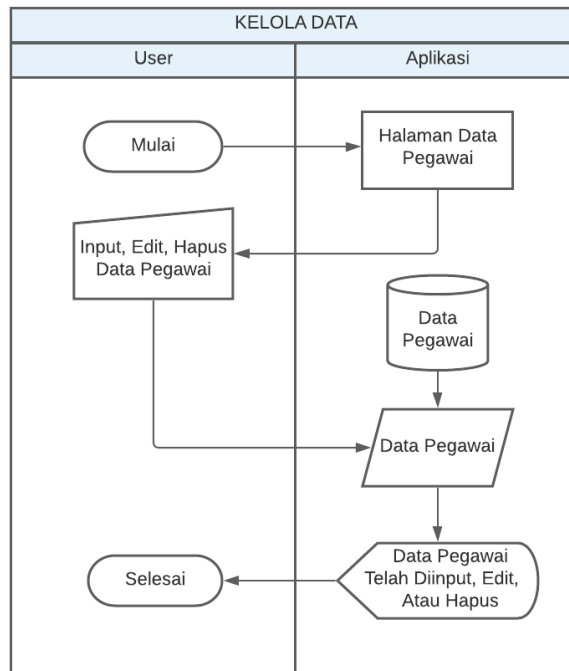 KELOLA DATA
User
Aplikasi
Mulai
Halaman Data
Pegawai
Input, Edit, Hapus
Data Pegawai
Data
Pegawai
Data Pegawai
Data Pegawai
Telah Diinput, Edit,
Atau Hapus
Selesai